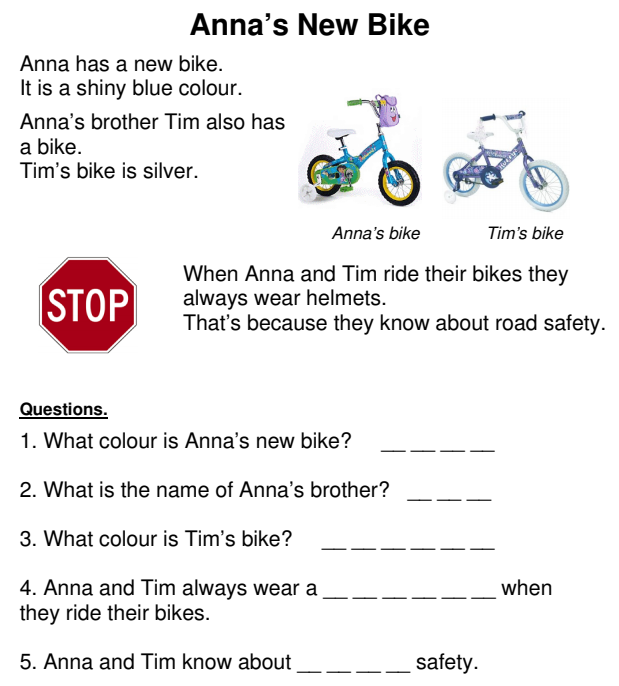 Anna's New Bike
Anna has a new bike.
It is a shiny blue colour.
Anna's brother Tim also has
a bike.
Tim's bike is silver.
Anna's bike
Tim's bike
STOP
When Anna and Tim ride their bikes they
always wear helmets.
That's because they know about road safety.
Questions.
1. What colour is Anna's new bike? __ __ __ __
2. What is the name of Anna's brother? __ __ __
3. What colour is Tim's bike? __ __ __ __ __ __
4. Anna and Tim always wear a __ __ __ __ __ __ when
they ride their bikes.
5. Anna and Tim know about __ __ __ __ safety.